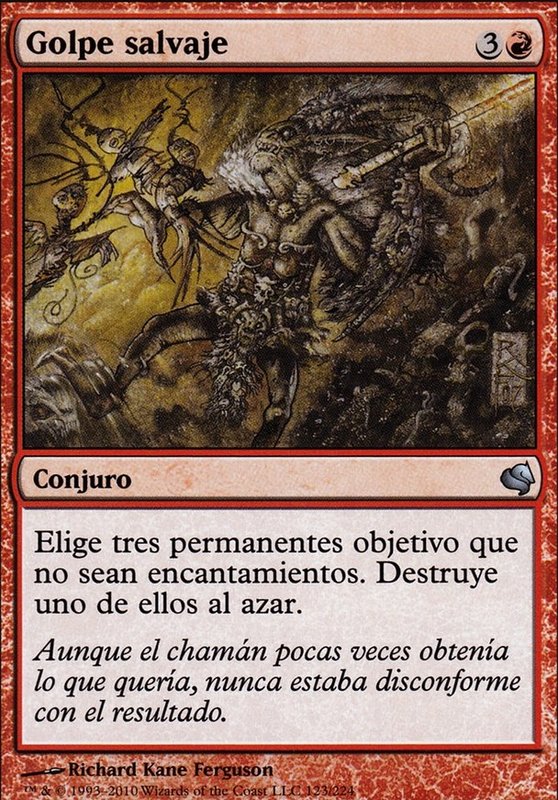 Golpe salvaje 3
Conjuro
Elige tres permanentes objetivo que
no sean encantamientos. Destruye
uno de ellos al azar.
Aunque el chamán pocas veces obtenía
lo que quería, nunca estaba disconforme
con el resultado.
Richard Kane Ferguson
™ & © 1993–2010 Wizards of the Coast LLC 123/224